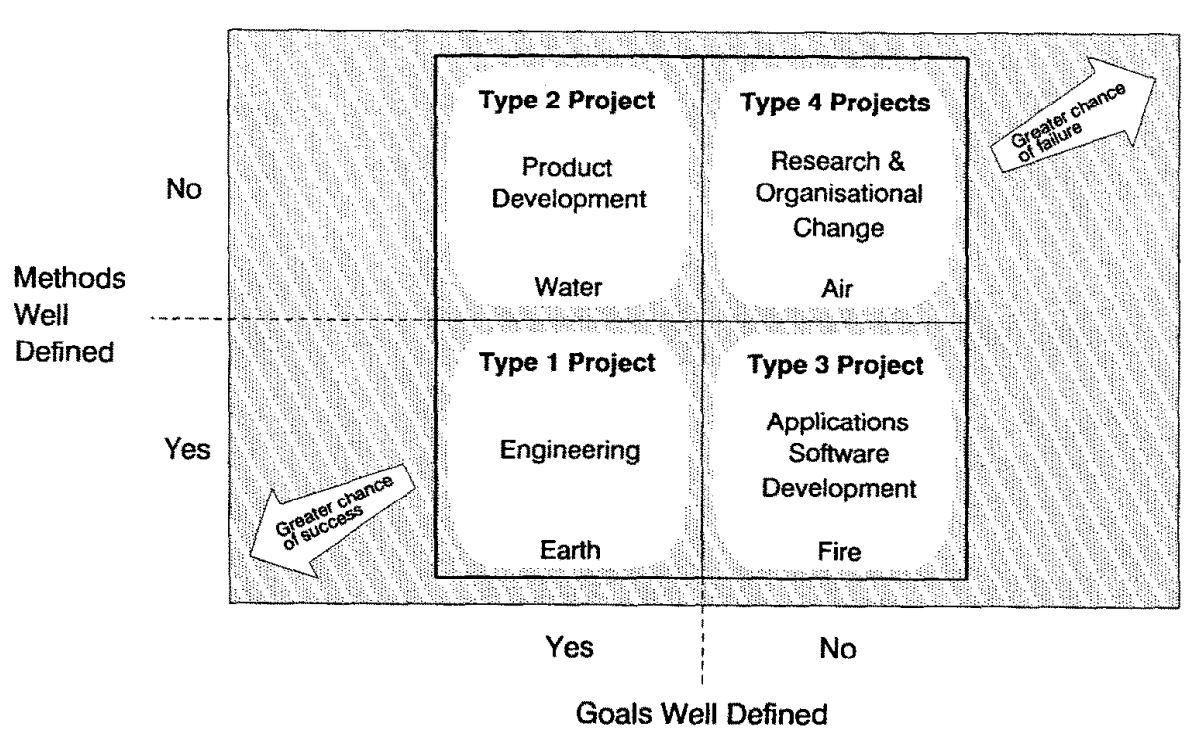 Type 2 Project
Product
Development
Water
Type 4 Projects
Research &
Organisational
Change
Air
Greater chance
of failure
No
Methods
Well
Defined
Yes
Type 1 Project
Engineering
Earth
Type 3 Project
Applications
Software
Development
Fire
Greater chance
of success
Yes
No
Goals Well Defined